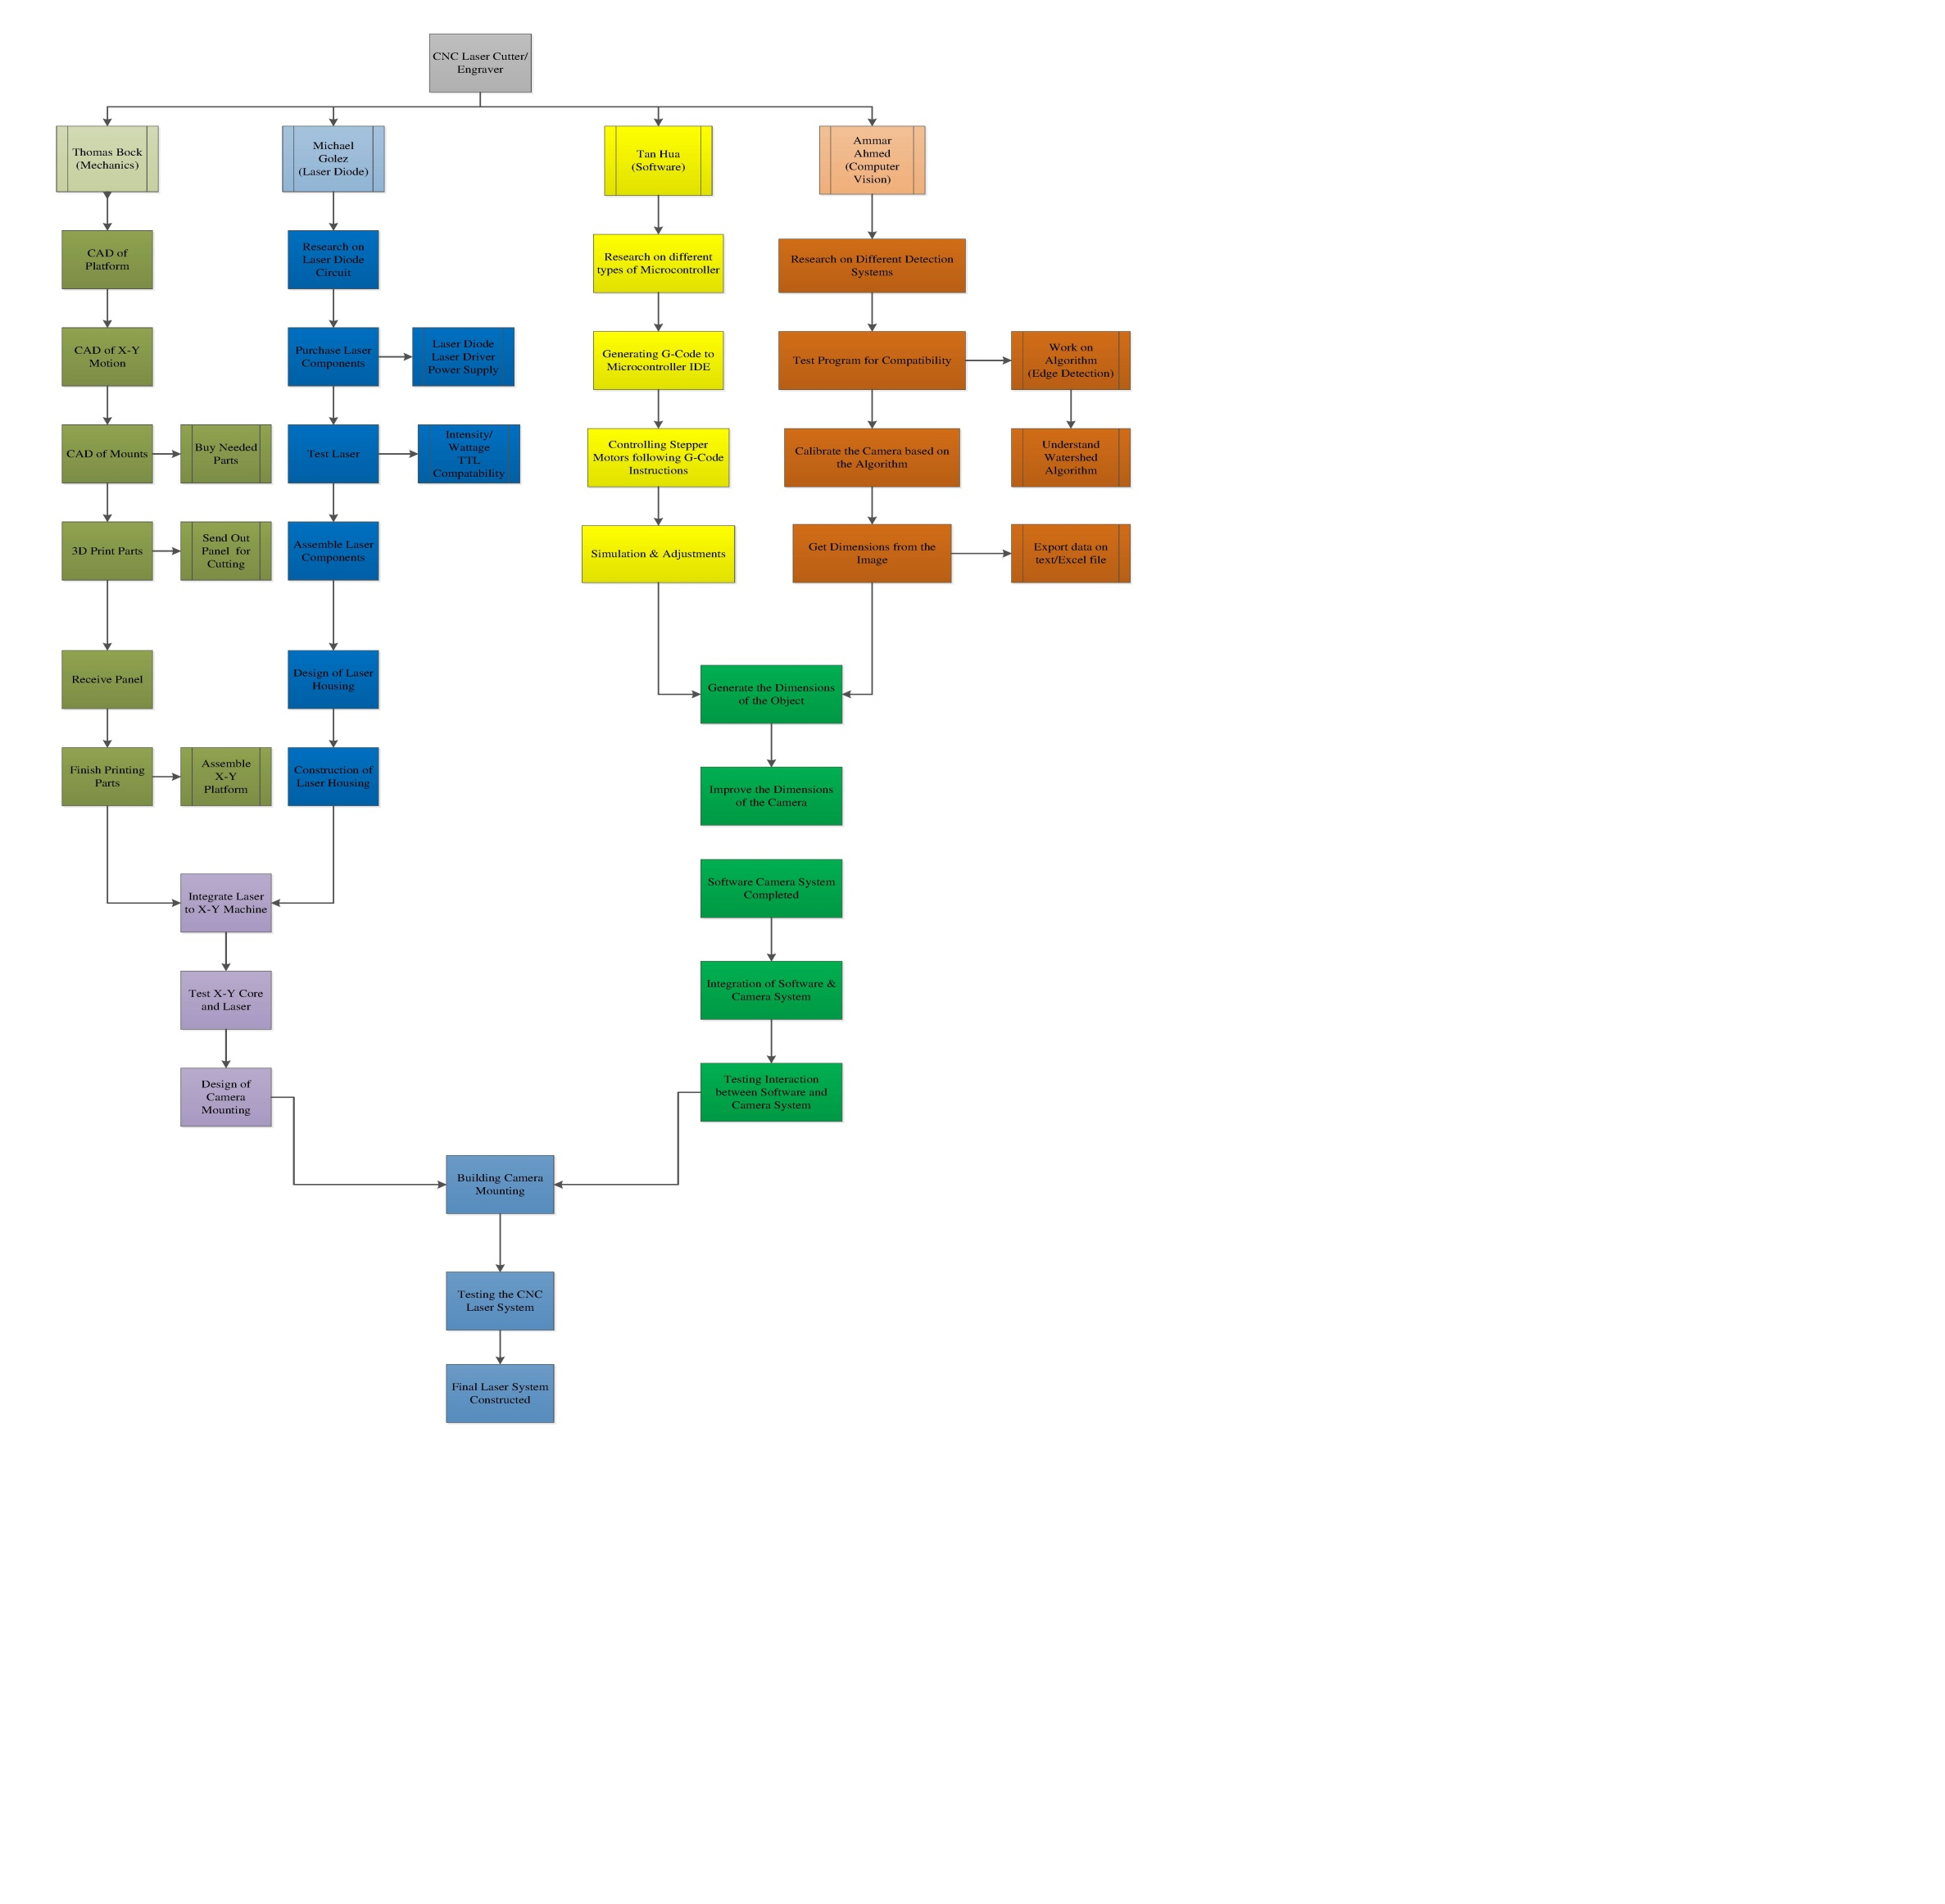 CNC Laser Cutter/
Engraver
Thomas Bock
(Mechanics)
Michael
Golez
(Laser Diode)
Tan Hua
(Software)
Ammar
Ahmed
(Computer
Vision)
CAD of
Platform
Research on
Laser Diode
Circuit
Research on different
types of Microcontroller
Research on Different Detection
Systems
CAD of X-Y
Motion
Purchase Laser
Components
Laser Diode
Laser Driver
Power Supply
Generating G-Code to
Microcontroller IDE
Test Program for Compatibility
Work on
Algorithm
(Edge Detection)
CAD of Mounts
Buy Needed
Parts
Test Laser
Intensity/
Wattage
TTL
Compatability
Controlling Stepper
Motors following G-Code
Instructions
Calibrate the Camera based on
the Algorithm
Understand
Watershed
Algorithm
3D Print Parts
Send Out
Panel for
Cutting
Assemble Laser
Components
Simulation & Adjustments
Get Dimensions from the
Image
Export data on
text/Excel file
Receive Panel
Design of Laser
Housing
Generate the Dimensions
of the Object
Finish Printing
Parts
Assemble
X-Y
Platform
Construction of
Laser Housing
Improve the Dimensions
of the Camera
Integrate Laser
to X-Y Machine
Software Camera System
Completed
Test X-Y Core
and Laser
Integration of Software &
Camera System
Design of
Camera
Mounting
Testing Interaction
between Software and
Camera System
Building Camera
Mounting
Testing the CNC
Laser System
Final Laser System
Constructed